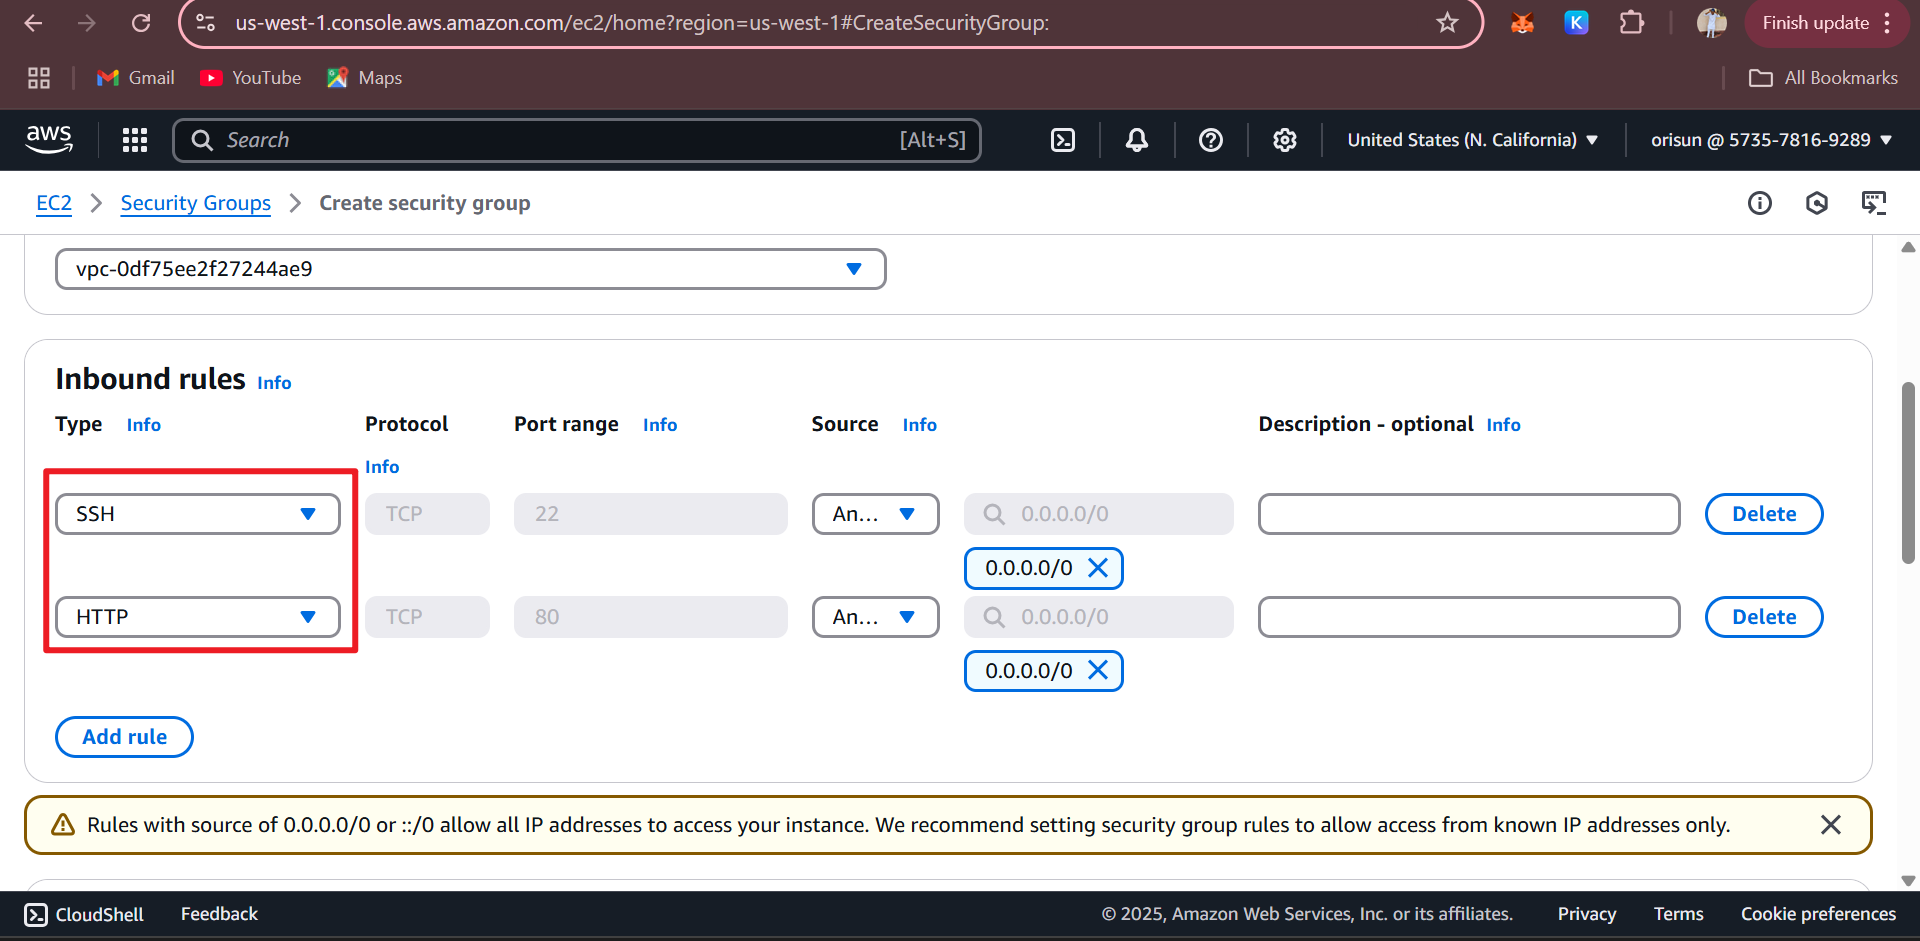 us-west-1.console.aws.amazon.com/ec2/home?region=us-west-1#CreateSecurityGroup:
K
Finish update
Gmail
YouTube
Maps
All Bookmarks
aws
Search
[Alt+S]
United States (N. California)
orisun @ 5735-7816-9289
EC2
Security Groups
Create security group
vpc-0df75ee2f27244ae9
Inbound rules Info
Type Info
Protocol
Info
Port range Info
Source Info
Description - optional Info
SSH
TCP
22
An...
0.0.0.0/0
Delete
0.0.0.0/0
HTTP
TCP
80
An...
0.0.0.0/0
Delete
0.0.0.0/0
Add rule
Rules with source of 0.0.0.0/0 or ::/0 allow all IP addresses to access your instance. We recommend setting security group rules to allow access from known IP addresses only.
CloudShell
Feedback
© 2025, Amazon Web Services, Inc. or its affiliates.
Privacy
Terms
Cookie preferences